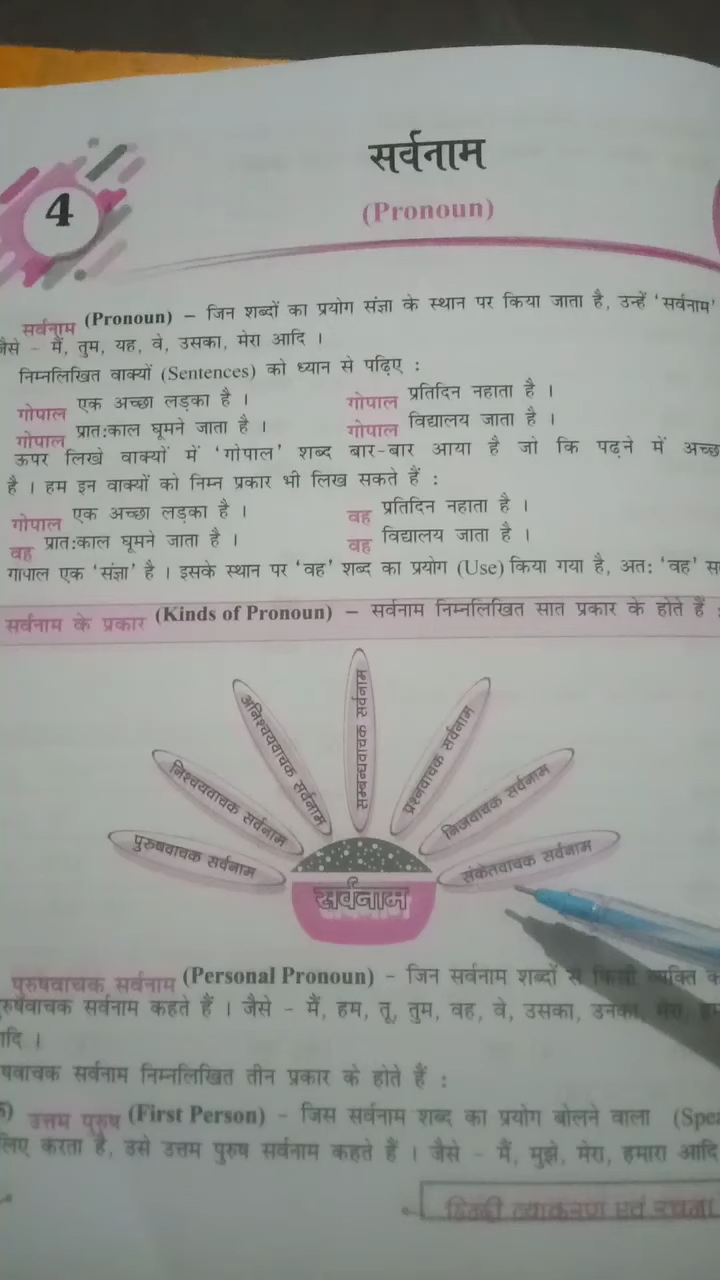 4
सर्वनाम
(Pronoun)
सर्वनाम (Pronoun) – जिन शब्दों का प्रयोग संज्ञा के स्थान पर किया जाता है, उन्हें 'सर्वनाम'
जैसे - मैं, तुम, यह, वे, उसका, मेरा आदि ।
निम्नलिखित वाक्यों (Sentences) को ध्यान से पढ़िए :
गोपाल एक अच्छा लड़का है । गोपाल प्रतिदिन नहाता है ।
गोपाल प्रात:काल घूमने जाता है । गोपाल विद्यालय जाता है ।
ऊपर लिखे वाक्यों में 'गोपाल' शब्द बार-बार आया है जो कि पढ़ने में
है । हम इन वाक्यों को निम्न प्रकार भी लिख सकते हैं :
गोपाल एक अच्छा लड़का है । वह प्रतिदिन नहाता है ।
वह प्रात:काल घूमने जाता है । वह विद्यालय जाता है ।
गोपाल एक 'संज्ञा' है । इसके स्थान पर 'वह' शब्द का प्रयोग (Use) किया गया है, अत: 'वह'
सर्वनाम के प्रकार (Kinds of Pronoun) – सर्वनाम निम्नलिखित सात प्रकार के होते हैं :
पुरुषवाचक सर्वनाम
निश्चयवाचक सर्वनाम
अनिश्चयवाचक सर्वनाम
सम्बन्धवाचक सर्वनाम
प्रश्नवाचक सर्वनाम
निजवाचक सर्वनाम
संकेतवाचक सर्वनाम
सर्वनाम
पुरुषवाचक सर्वनाम (Personal Pronoun) – जिन सर्वनाम शब्दों से किसी व्यक्ति
सर्वनाम कहते हैं । जैसे - मैं, हम, तू, तुम, वह, वे, उसका, उनका, मेरा,
सर्वनाम निम्नलिखित तीन प्रकार के होते हैं :
उत्तम पुरुष (First Person) – जिस सर्वनाम शब्द का प्रयोग बोलने वाला
करता है, उसे उत्तम पुरुष सर्वनाम कहते हैं । जैसे - मैं, मुझे, मेरा, हमारा आदि
हिन्दी व्याकरण एवं रचना